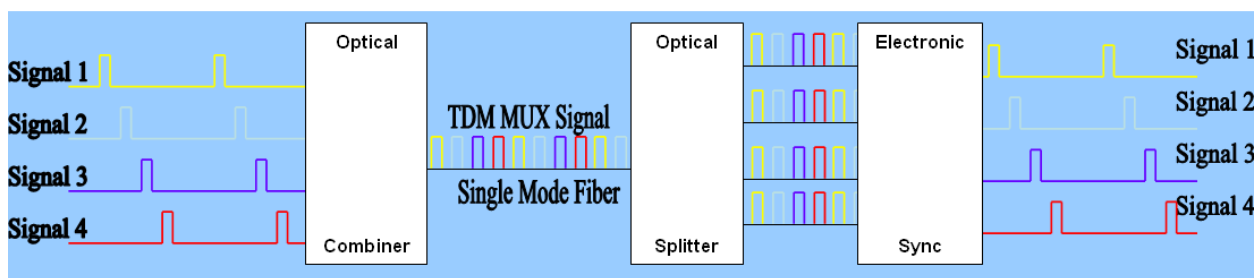 Signal 1
Signal 2
Signal 3
Signal 4
Optical
Combiner
TDM MUX Signal
Single Mode Fiber
Optical
Splitter
Electronic
Sync
Signal 1
Signal 2
Signal 3
Signal 4